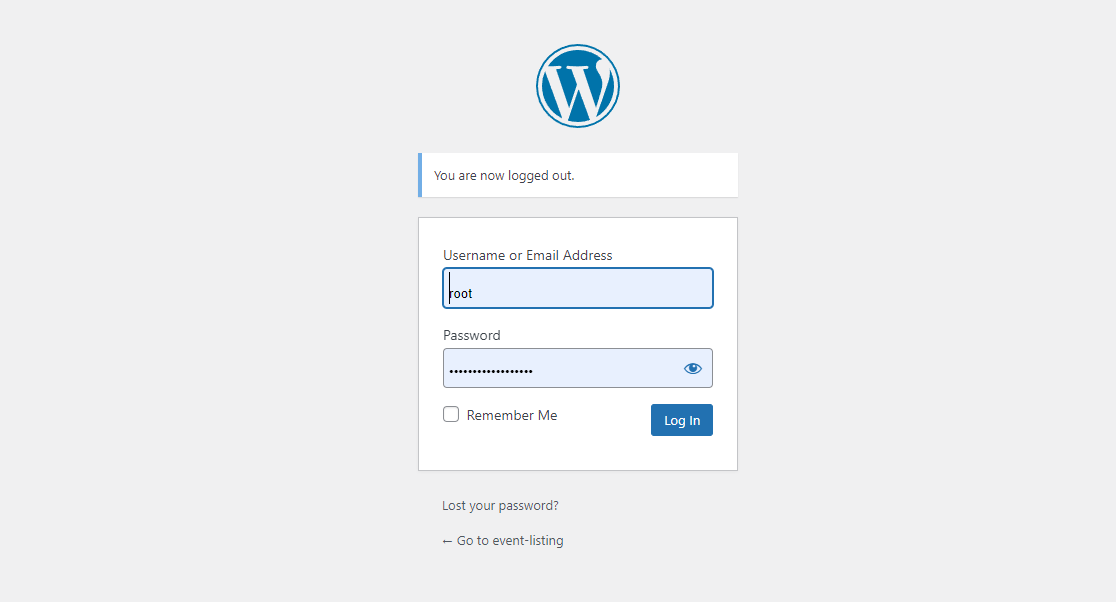 You are now logged out.
Username or Email Address
root
Password
••••••••••••••••••
Remember Me
Log In
Lost your password?
← Go to event-listing